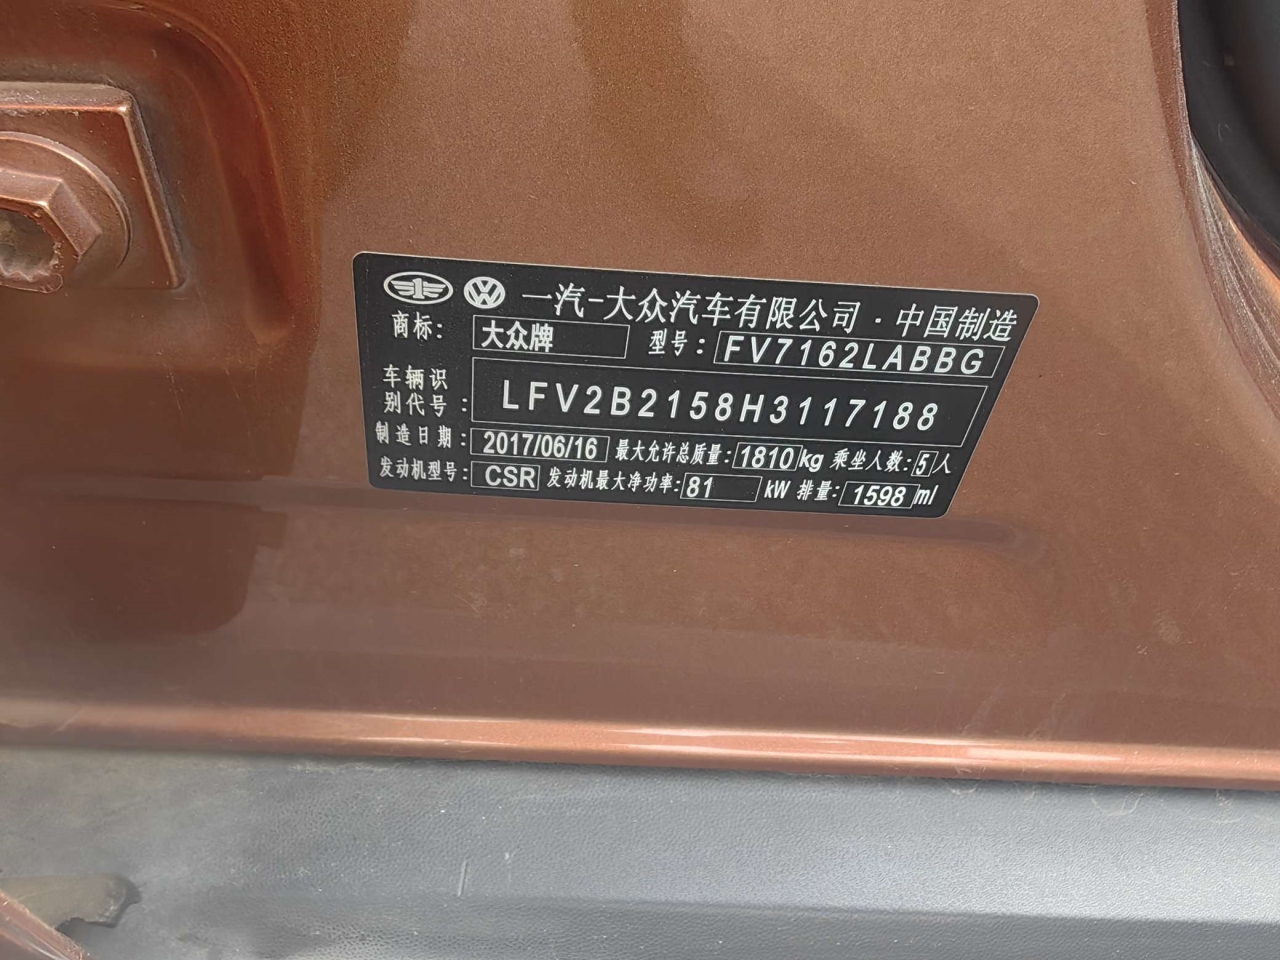 一汽-大众汽车有限公司·中国制造
商标: 大众牌 型号: FV7162LABBG
车辆识
别代号: LFV2B2158H3117188
制造日期: 2017/06/16 最大允许总质量: 1810kg 乘坐人数: 5人
发动机型号: CSR 发动机最大净功率: 81 kW 排量: 1598 ml